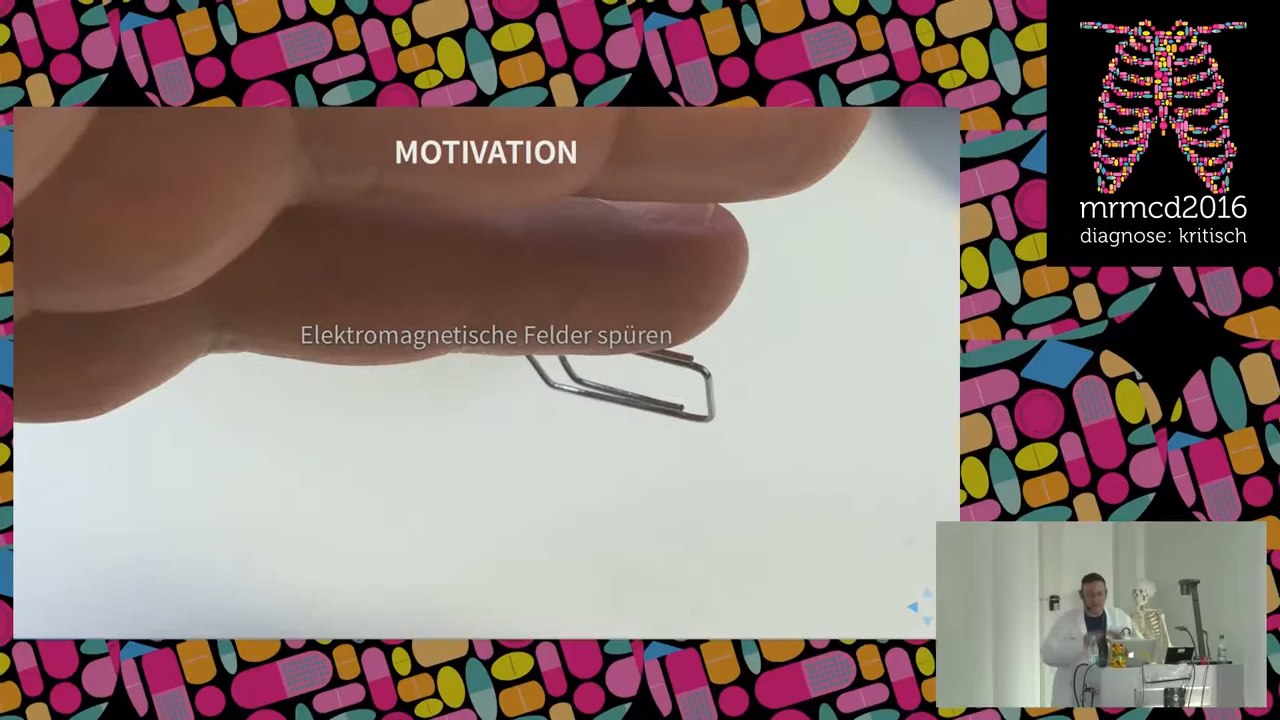 MOTIVATION
Elektromagnetische Felder spüren
mrmcd2016
diagnose: kritisch